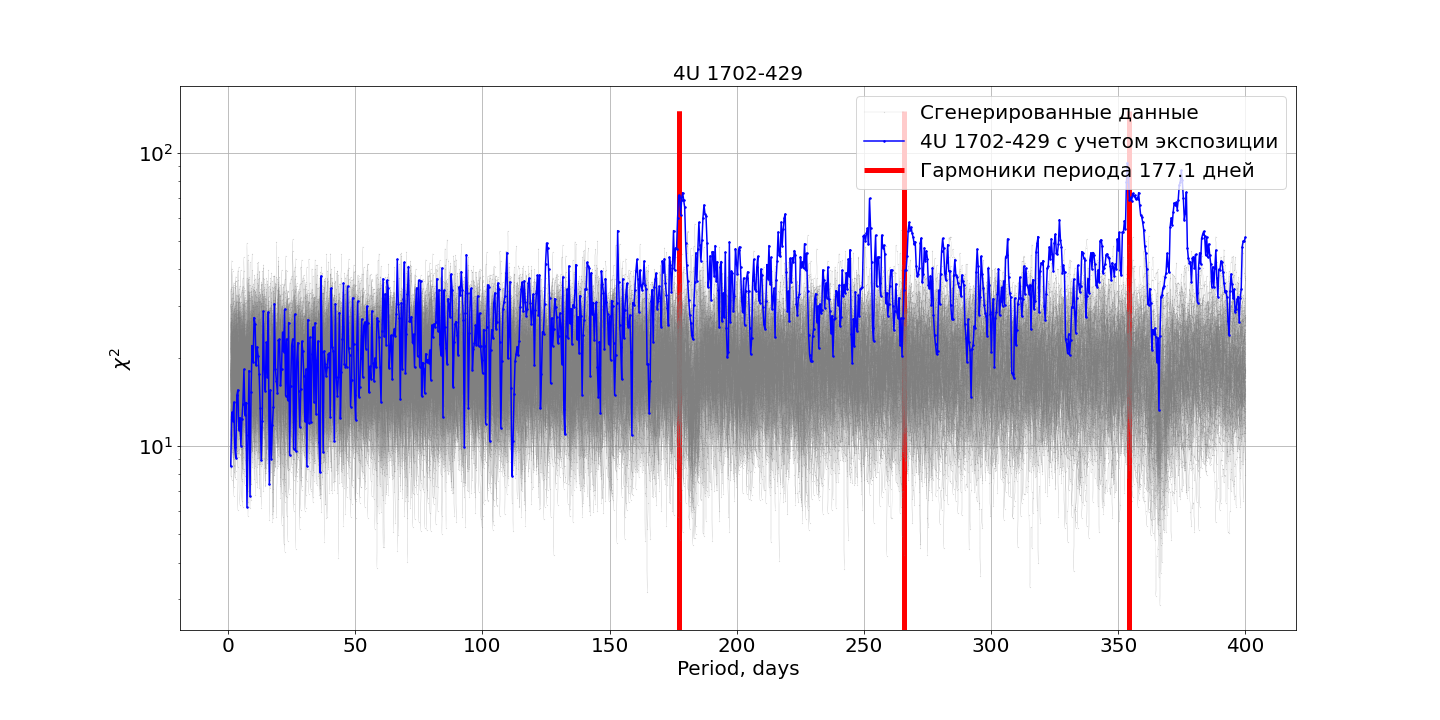 4U 1702-429
Сгенерированные данные
4U 1702-429 с учетом экспозиции
Гармоники периода 177.1 дней
10²
10¹
χ²
0 50 100 150 200 250 300 350 400
Period, days